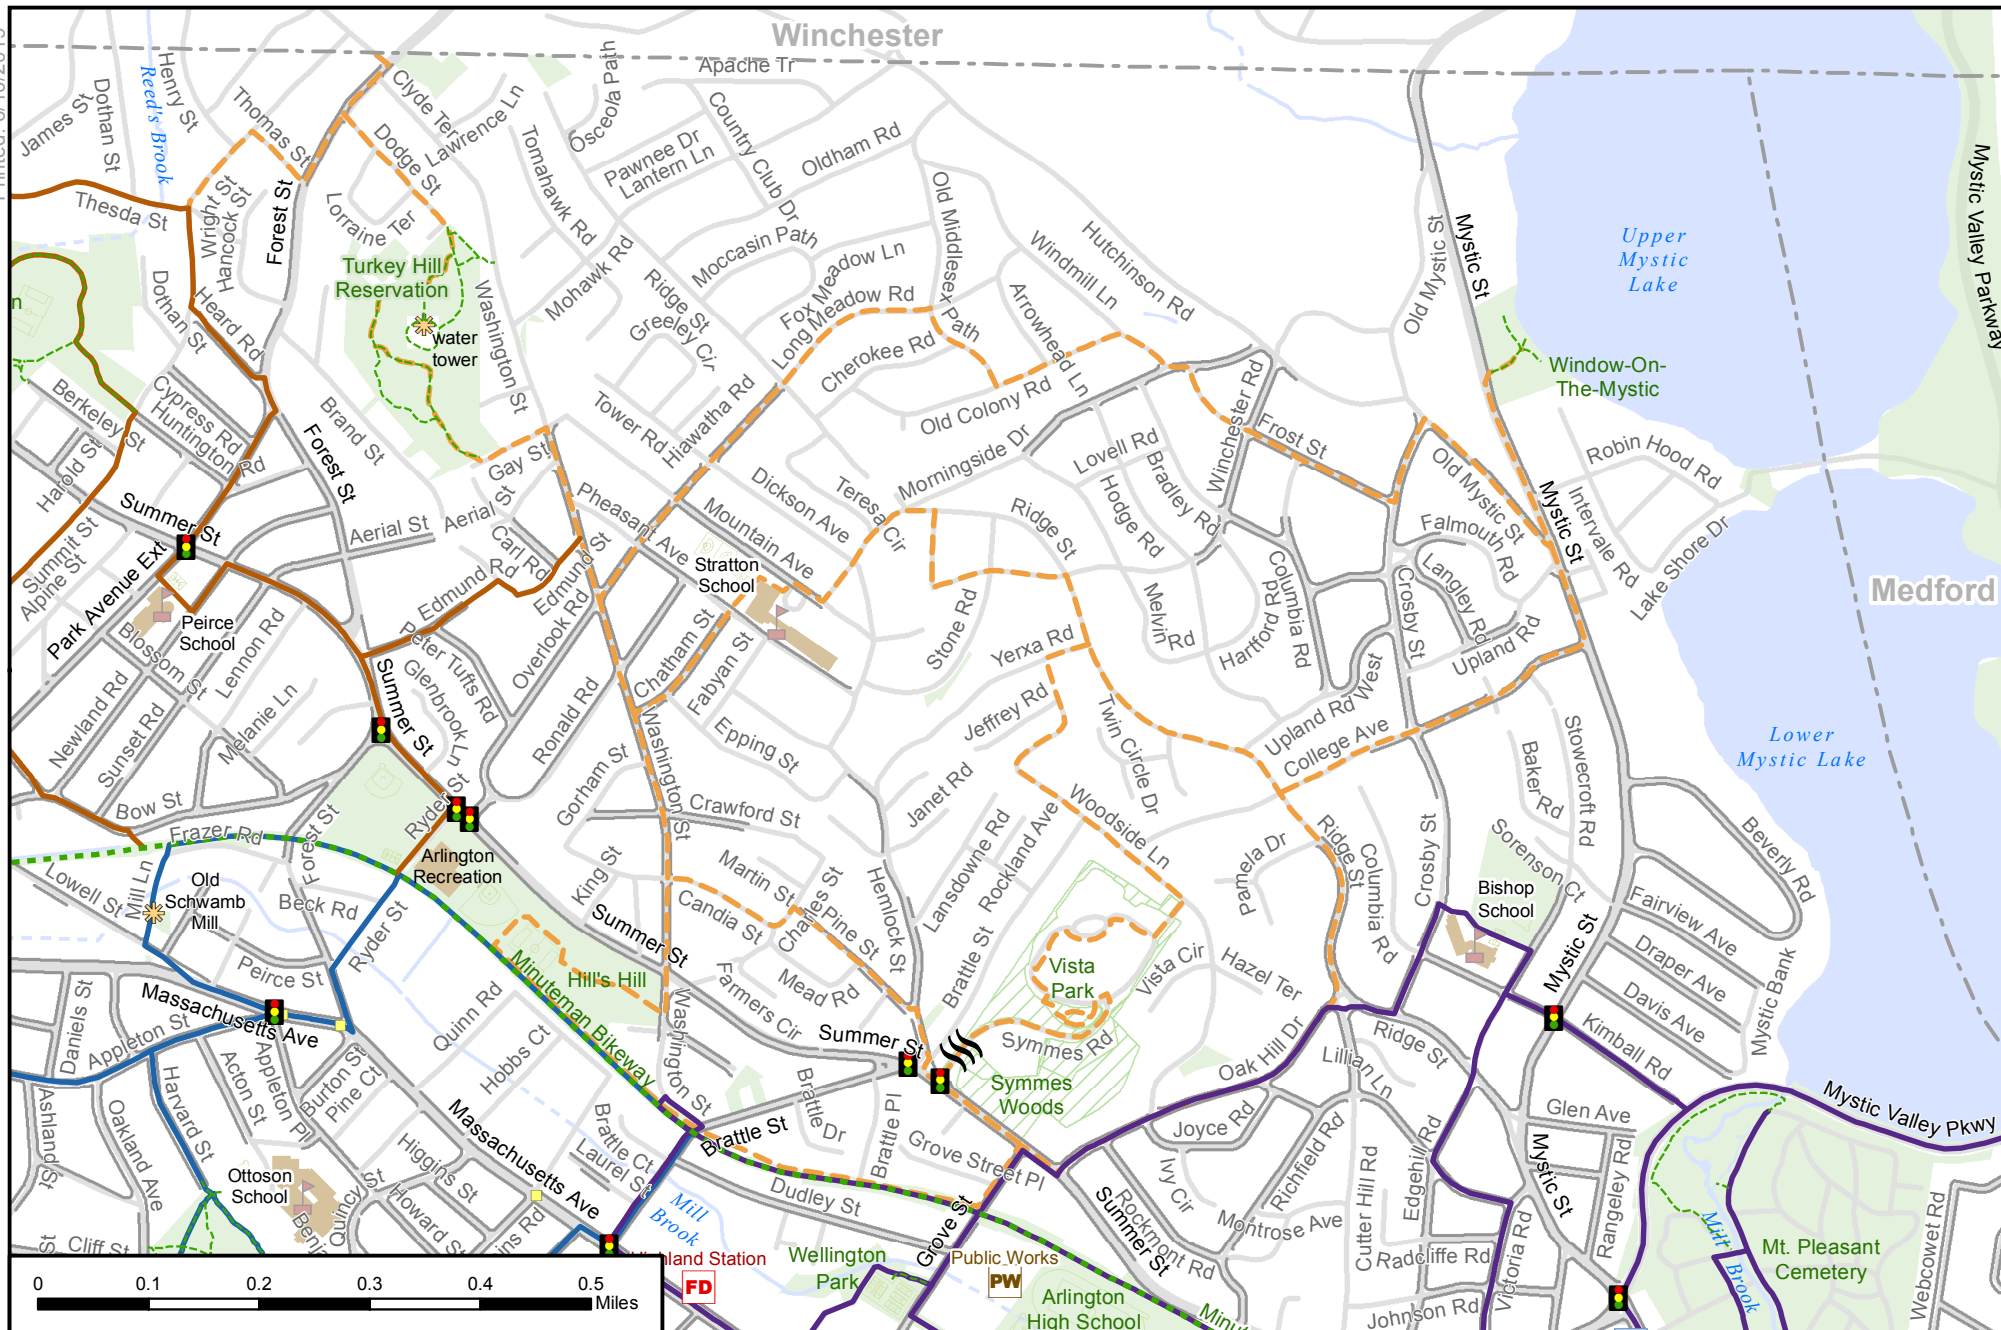 Winchester
Apache Tr
Osceola Path
Clyde Ter
Lawrence Ln
Henry St
Reed's Brook
Dothan St
James St
Thomas St
Dodge St
Tomahawk Rd
Pawnee Dr
Lantern Ln
Country Club Dr
Oldham Rd
Old Middlesex Path
Hutchinson Rd
Windmill Ln
Mystic St
Old Mystic St
Mystic Valley Parkway
Upper
Mystic
Lake
Thesda St
Wright St
Hancock St
Forest St
Lorraine Ter
Turkey Hill
Reservation
water
tower
Washington St
Mohawk Rd
Ridge St
Moccasin Path
Fox Meadow Ln
Long Meadow Rd
Greeley Cir
Cherokee Rd
Arrowhead Ln
Old Colony Rd
Window-On-
The-Mystic
Dothan St
Heard Rd
Berkeley St
Cypress Rd
Huntington Rd
Harold St
Brand St
Forest St
Gay St
Tower Rd
Hiawatha Rd
Morningside Dr
Lovell Rd
Bradley Rd
Hodge Rd
Winchester Rd
Frost St
Old Mystic St
Robin Hood Rd
Intervale Rd
Lake Shore Dr
Mystic St
Medford
Summer St
Summit St
Alpine St
Park Avenue Ext
Aerial St
Aerial St
Carl Rd
Edmund Rd
Edmund St
Pheasant Ave
Mountain Ave
Dickson Ave
Teresa Cir
Stratton
School
Ridge St
Stone Rd
Melvin Rd
Columbia Rd
Hartford Rd
Falmouth Rd
Langley Rd
Crosby St
Upland Rd
Peirce
School
Blossom St
Lennon Rd
Newland Rd
Sunset Rd
Melanie Ln
Summer St
Peter Tufts Rd
Glenbrook Ln
Overlook Rd
Ronald Rd
Chatham St
Fabyan St
Epping St
Washington St
Gorham St
Crawford St
Yerxa Rd
Jeffrey Rd
Janet Rd
Twin Circle Dr
Upland Rd West
College Ave
Baker Rd
Stowecroft Rd
Lower
Mystic Lake
Bow St
Frazer Rd
Forest St
Ryder St
Arlington
Recreation
Lowell St
Mill Ln
Old
Schwamb
Mill
Beck Rd
Ryder St
Peirce St
King St
Martin St
Candia St
Charles St
Pine St
Hemlock St
Lansdowne Rd
Rockland Ave
Woodside Ln
Pamela Dr
Ridge St
Columbia Rd
Crosby St
Sorenson Ct
Bishop
School
Beverly Rd
Fairview Ave
Draper Ave
Davis Ave
Mystic Bank
Mystic St
Summer St
Hill's Hill
Minuteman Bikeway
Farmers Cir
Mead Rd
Brattle St
Vista
Park
Vista Cir
Hazel Ter
Massachusetts Ave
Daniels St
Appleton St
Quinn Rd
Hobbs Ct
Washington St
Summer St
Symmes Rd
Symmes
Woods
Oak Hill Dr
Lillian Ln
Ridge St
Kimball Rd
Mystic Valley Pkwy
Ashland St
Oakland Ave
Harvard St
Acton St
Appleton Pl
Burton St
Pine Ct
Massachusetts Ave
Higgins St
Brattle Ct
Laurel St
Brattle St
Brattle Dr
Brattle Pl
Grove Street Pl
Joyce Rd
Ivy Cir
Richfield Rd
Cutter Hill Rd
Edgehill Rd
Glen Ave
Mystic St
Rangeley Rd
Ottoson
School
Quincy St
Howard St
Cliff St
Mill
Brook
Dudley St
Grove St
Summer St
Rockmont Rd
Montrose Ave
Radcliffe Rd
Victoria Rd
Johnson Rd
Mill Brook
Mt. Pleasant
Cemetery
Webcowet Rd
Wellington
Park
Public Works
PW
FD
Arlington
High School
0 0.1 0.2 0.3 0.4 0.5
Miles